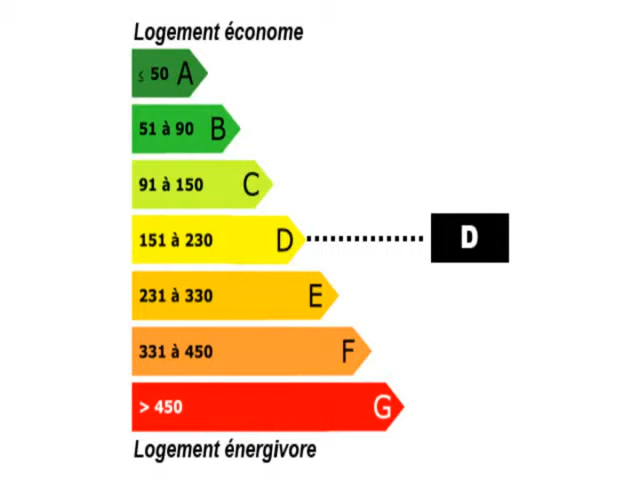 Logement économe
≤ 50 A
51 à 90 B
91 à 150 C
151 à 230 D
D
231 à 330 E
331 à 450 F
> 450 G
Logement énergivore